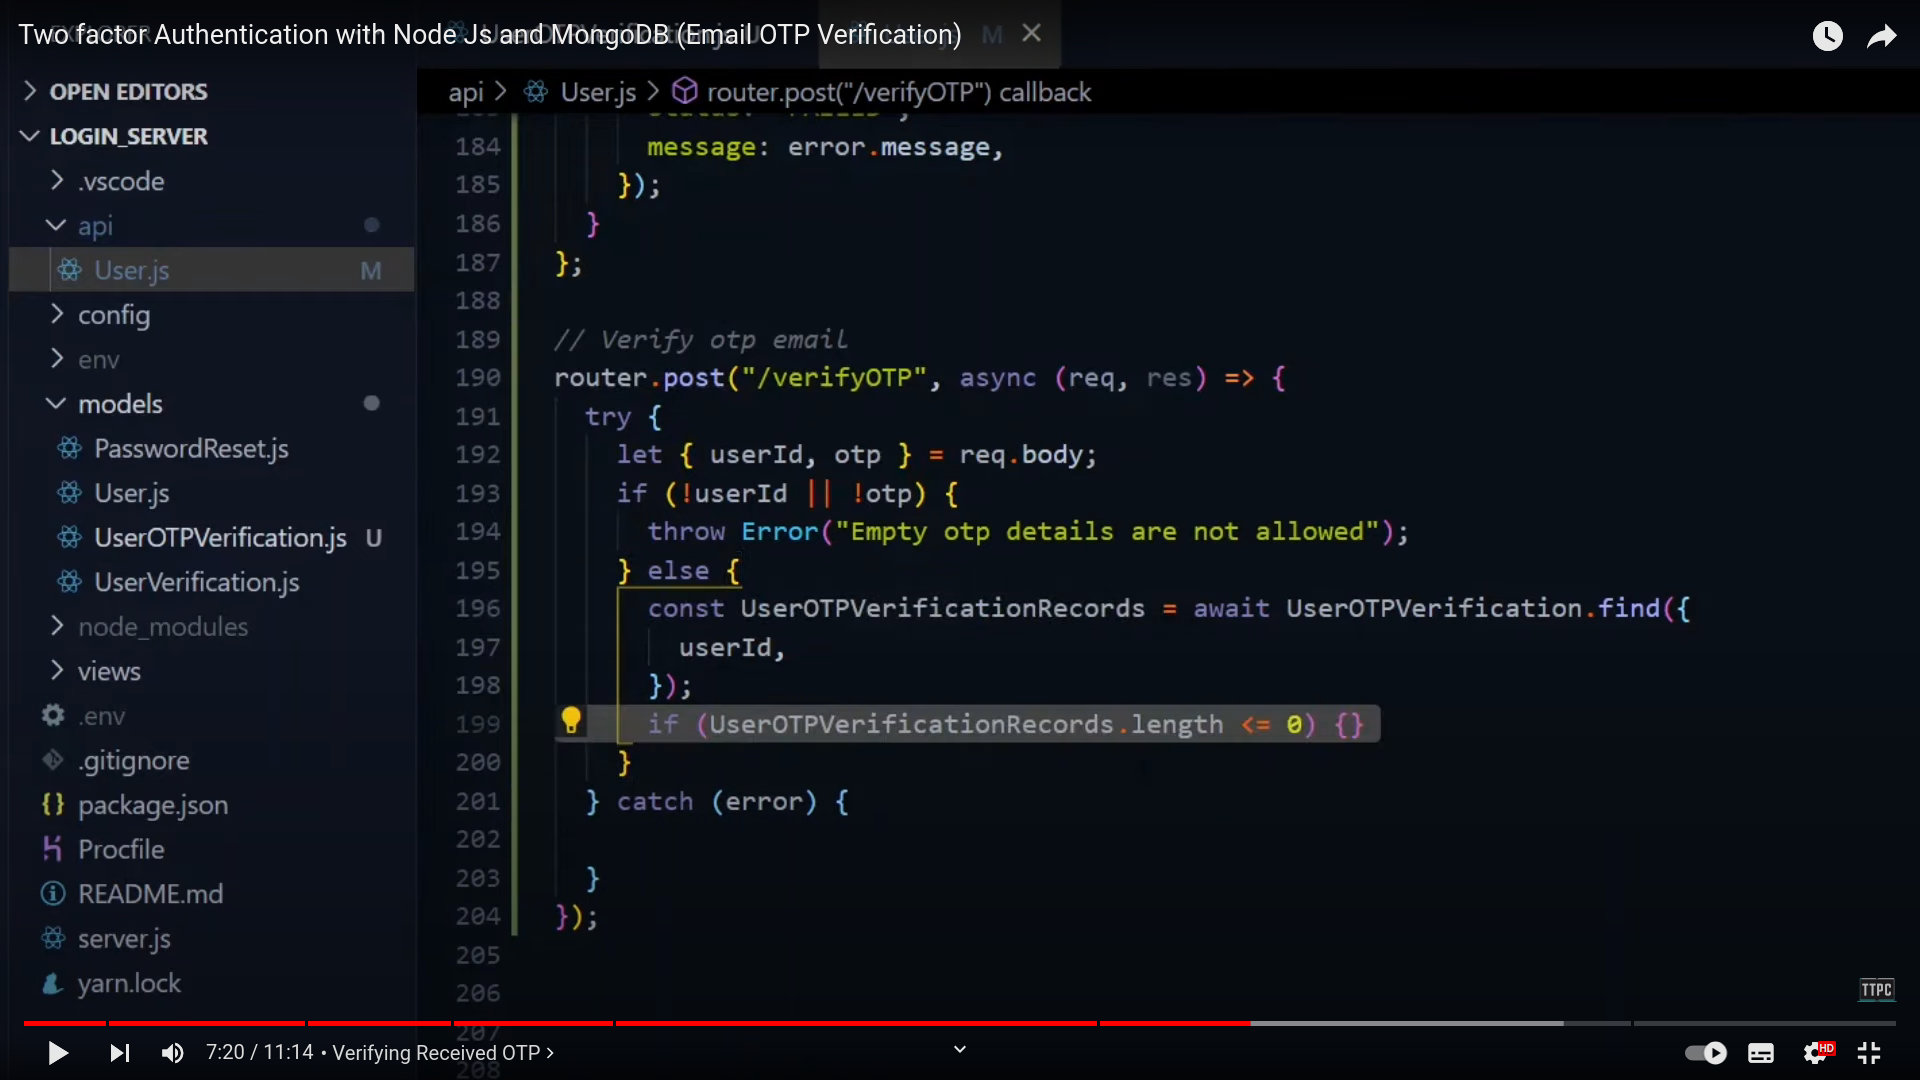 Two factor Authentication with Node Js and MongoDB (Email OTP Verification)
M
OPEN EDITORS
LOGIN_SERVER
.vscode
api
User.js M
config
env
models
PasswordReset.js
User.js
UserOTPVerification.js U
UserVerification.js
node_modules
views
.env
.gitignore
package.json
Procfile
README.md
server.js
yarn.lock
api > User.js > router.post("/verifyOTP") callback
184 message: error.message,
185 });
186 }
187 };
188
189 // Verify otp email
190 router.post("/verifyOTP", async (req, res) => {
191 try {
192 let { userId, otp } = req.body;
193 if (!userId || !otp) {
194 throw Error("Empty otp details are not allowed");
195 } else {
196 const UserOTPVerificationRecords = await UserOTPVerification.find({
197 userId,
198 });
199 if (UserOTPVerificationRecords.length <= 0) {}
200 }
201 } catch (error) {
202
203 }
204 });
205
206
207
208
TTPC
7:20 / 11:14 • Verifying Received OTP >
HD